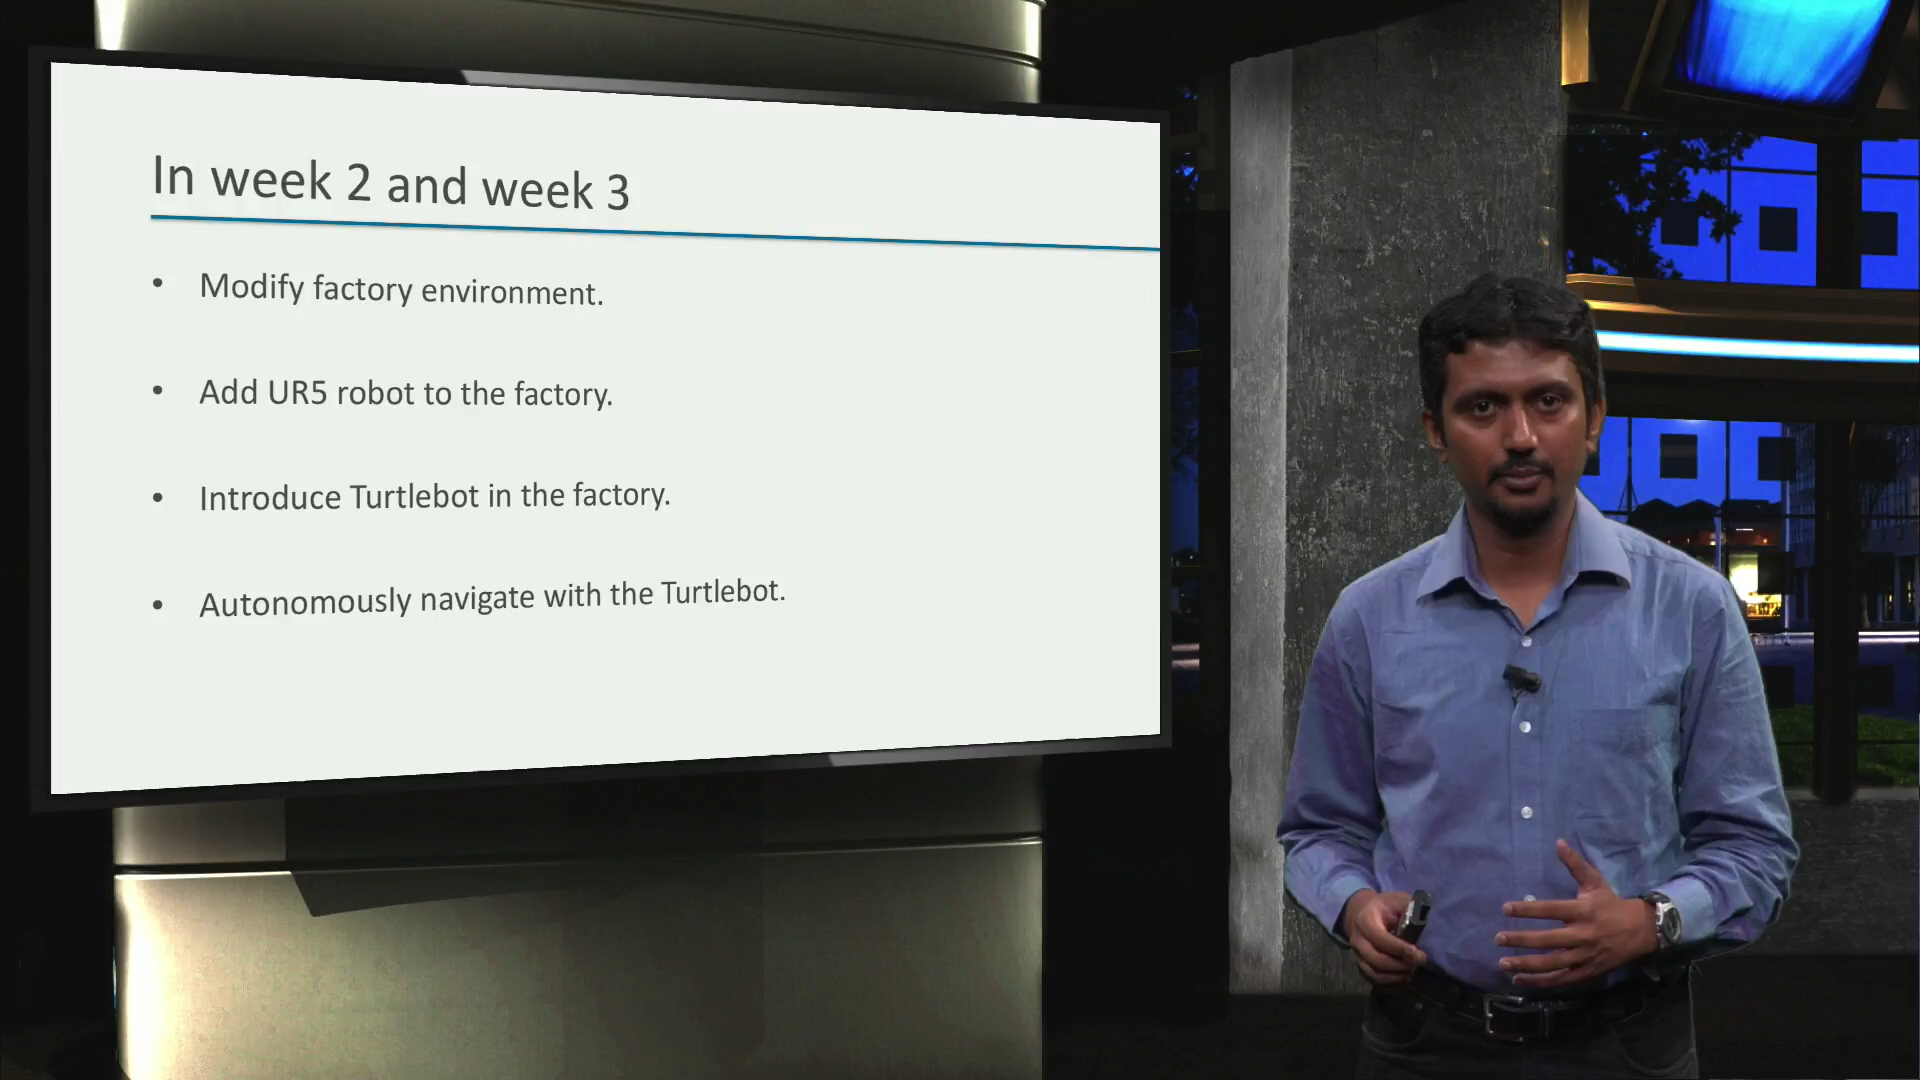 In week 2 and week 3
• Modify factory environment.
• Add UR5 robot to the factory.
• Introduce Turtlebot in the factory.
• Autonomously navigate with the Turtlebot.